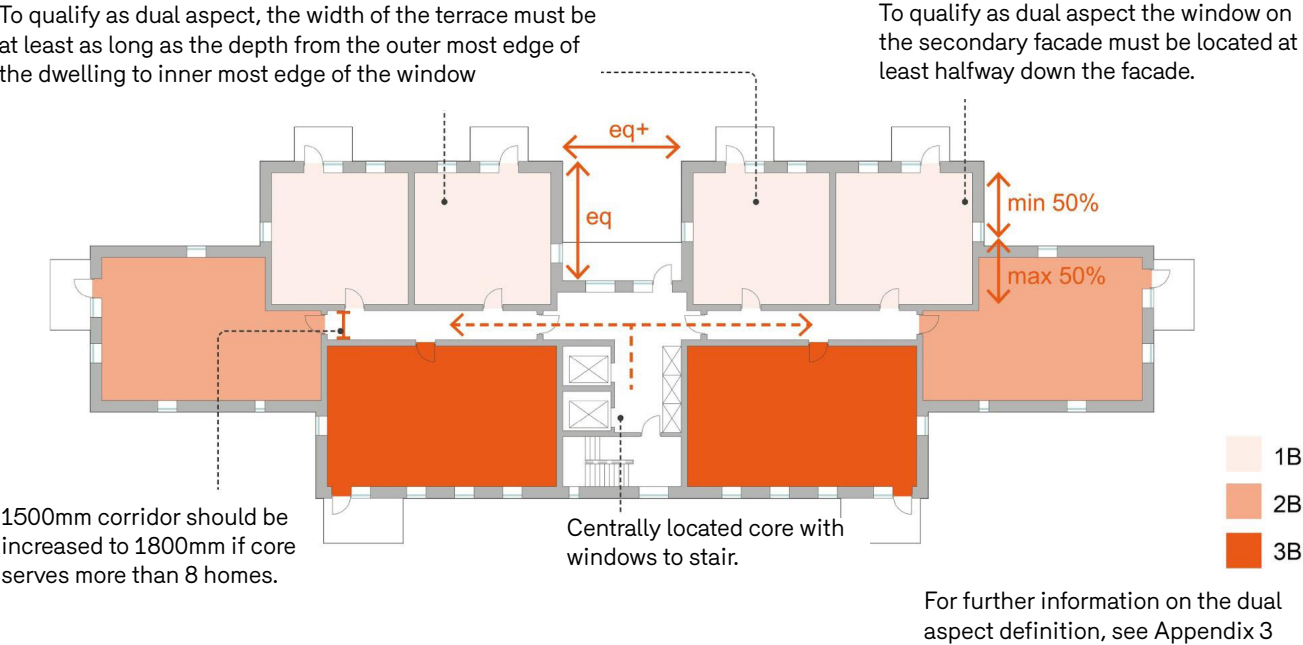 To qualify as dual aspect, the width of the terrace must be
at least as long as the depth from the outer most edge of
the dwelling to inner most edge of the window
To qualify as dual aspect the window on
the secondary facade must be located at
least halfway down the facade.
eq+
eq
min 50%
max 50%
1500mm corridor should be
increased to 1800mm if core
serves more than 8 homes.
Centrally located core with
windows to stair.
1B
2B
3B
For further information on the dual
aspect definition, see Appendix 3